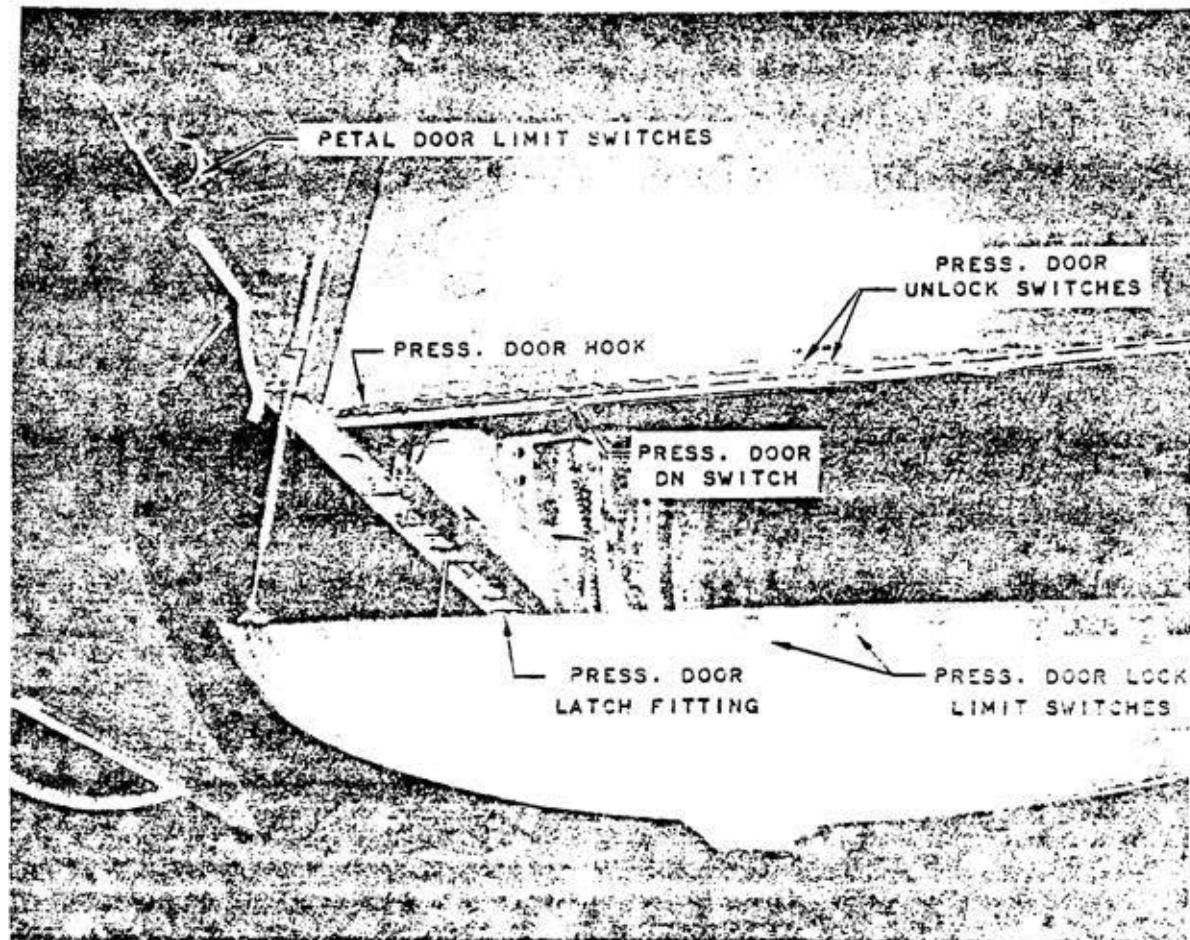 PETAL DOOR LIMIT SWITCHES
PRESS. DOOR
UNLOCK SWITCHES
PRESS. DOOR HOOK
PRESS. DOOR
DN SWITCH
PRESS. DOOR
LATCH FITTING
PRESS. DOOR LOCK
LIMIT SWITCHES